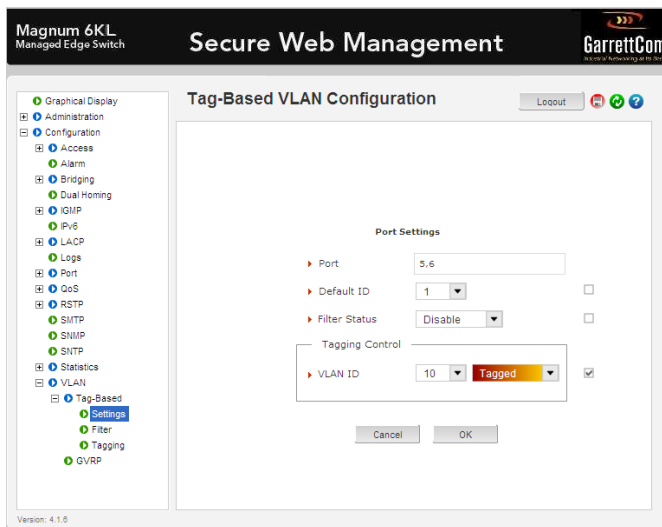 Magnum 6KL
Managed Edge Switch
Secure Web Management
GarrettCom
Tag-Based VLAN Configuration
Logout
Graphical Display
Administration
Configuration
Access
Alarm
Bridging
Dual Homing
IGMP
IPv6
LACP
Logs
Port
QoS
RSTP
SMTP
SNMP
SNTP
Statistics
VLAN
Tag-Based
Settings
Filter
Tagging
GVRP
Port Settings
Port 5,6
Default ID 1
Filter Status Disable
Tagging Control
VLAN ID 10 Tagged
Cancel OK
Version: 4.1.6